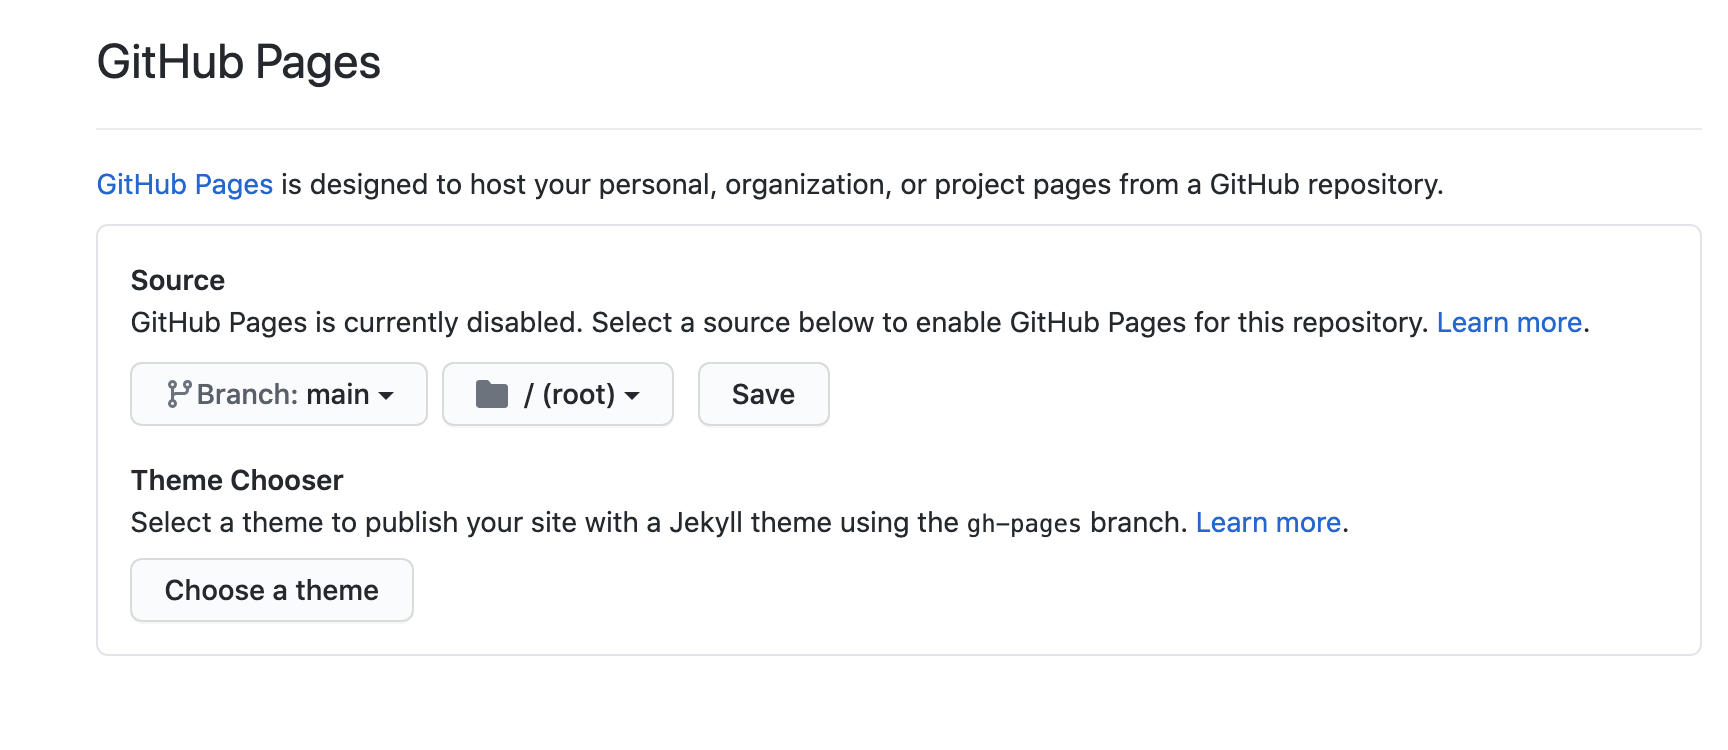 GitHub Pages
GitHub Pages is designed to host your personal, organization, or project pages from a GitHub repository.
Source
GitHub Pages is currently disabled. Select a source below to enable GitHub Pages for this repository. Learn more.
Branch: main
/ (root)
Save
Theme Chooser
Select a theme to publish your site with a Jekyll theme using the gh-pages branch. Learn more.
Choose a theme